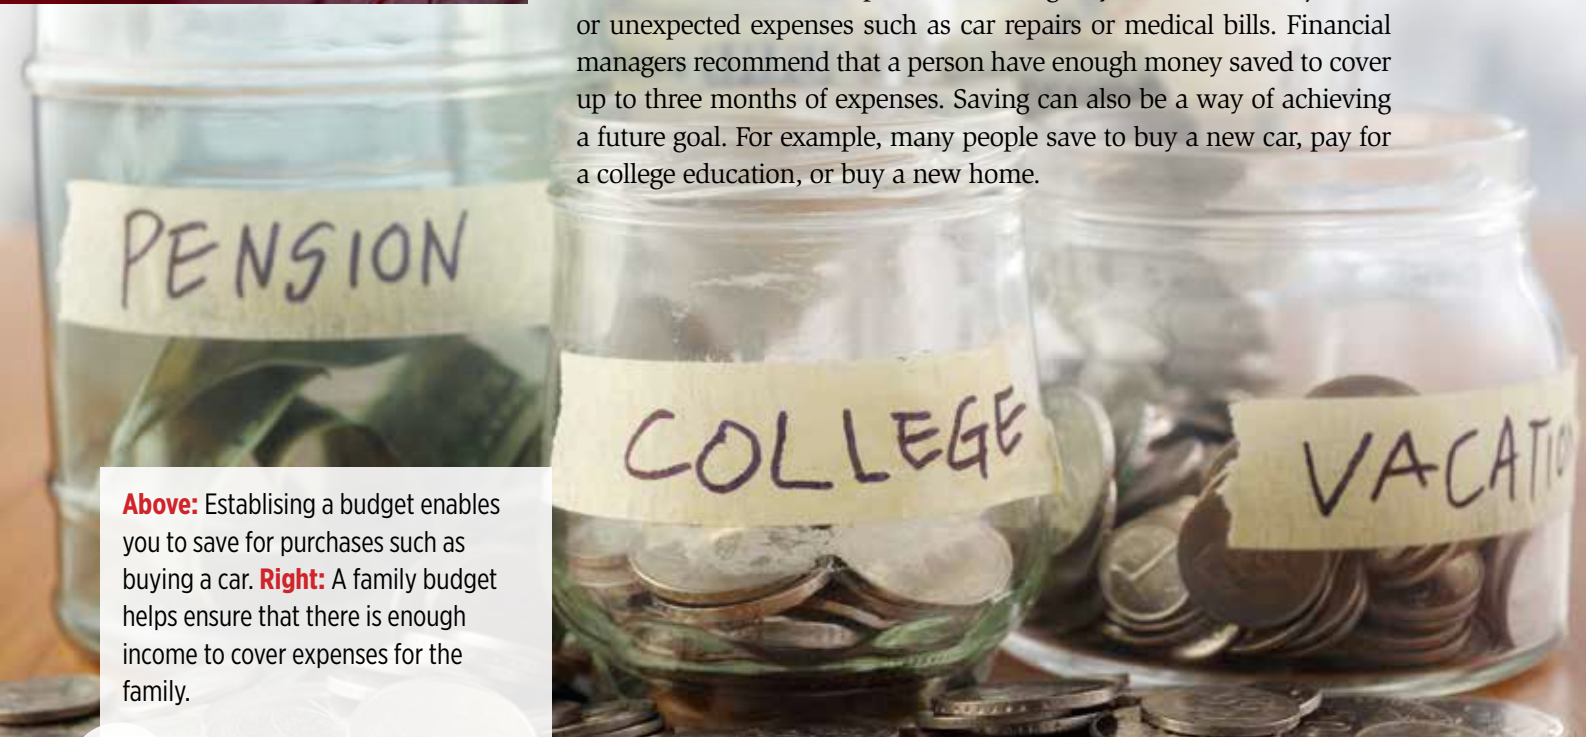 or unexpected expenses such as car repairs or medical bills. Financial
managers recommend that a person have enough money saved to cover
up to three months of expenses. Saving can also be a way of achieving
a future goal. For example, many people save to buy a new car, pay for
a college education, or buy a new home.
PENSION
COLLEGE
VACATIO
Above: Establising a budget enables
you to save for purchases such as
buying a car. Right: A family budget
helps ensure that there is enough
income to cover expenses for the
family.